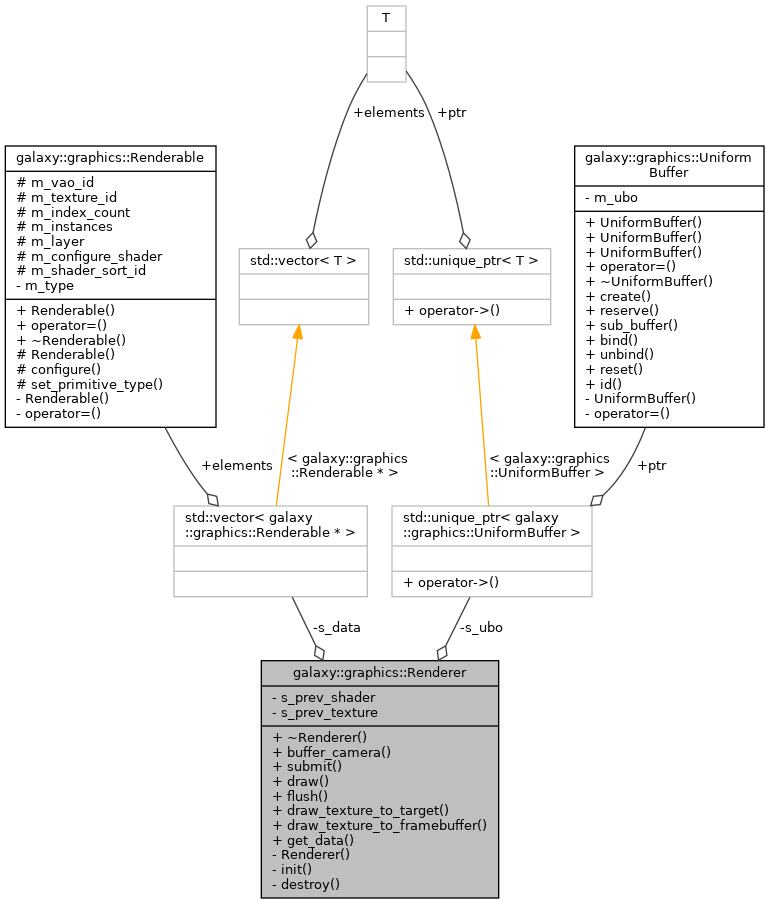 T
+elements
+ptr
galaxy::graphics::Renderable
# m_vao_id
# m_texture_id
# m_index_count
# m_instances
# m_layer
# m_configure_shader
# m_shader_sort_id
- m_type
+ Renderable()
+ operator=()
+ ~Renderable()
# Renderable()
# configure()
# set_primitive_type()
- Renderable()
- operator=()
std::vector< T >
std::unique_ptr< T >
+ operator->()
galaxy::graphics::Uniform
Buffer
- m_ubo
+ UniformBuffer()
+ UniformBuffer()
+ UniformBuffer()
+ operator=()
+ ~UniformBuffer()
+ create()
+ reserve()
+ sub_buffer()
+ bind()
+ unbind()
+ reset()
+ id()
- UniformBuffer()
- operator=()
+elements
< galaxy::graphics
::Renderable * >
< galaxy::graphics
::UniformBuffer >
+ptr
std::vector< galaxy
::graphics::Renderable * >
std::unique_ptr< galaxy
::graphics::UniformBuffer >
+ operator->()
-s_data
-s_ubo
galaxy::graphics::Renderer
- s_prev_shader
- s_prev_texture
+ ~Renderer()
+ buffer_camera()
+ submit()
+ draw()
+ flush()
+ draw_texture_to_target()
+ draw_texture_to_framebuffer()
+ get_data()
- Renderer()
- init()
- destroy()